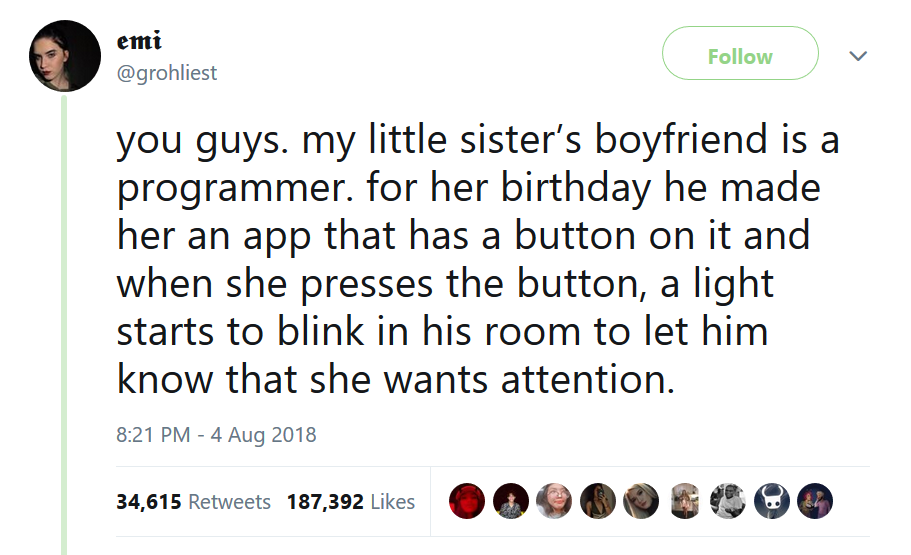 emi
@grohliest
Follow
you guys. my little sister’s boyfriend is a
programmer. for her birthday he made
her an app that has a button on it and
when she presses the button, a light
starts to blink in his room to let him
know that she wants attention.
8:21 PM - 4 Aug 2018
34,615 Retweets 187,392 Likes